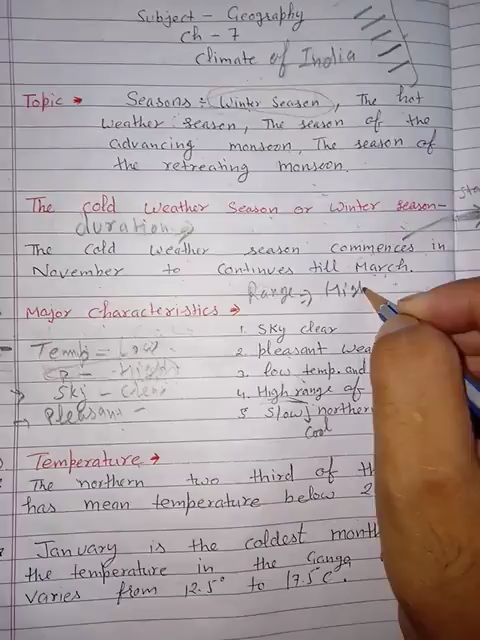 Subject - Geography
Ch - 7
Climate of India
Topic → Seasons :- Winter Season, The hot
weather season, The season of the
advancing monsoon, The season of
the retreating monsoon.
The cold weather Season or Winter season-
duration →
The cold weather season commences in
November to continues till March.
Range → High
Major Characteristics →
1. Sky clear
Temp - Low
2. pleasant wea
- High
3. low temp. and
Sky - Clear
4. High range of
Pleasant -
5. Slow northern
Cool
Temperature →
The northern two third of th
has mean temperature below 2
January is the coldest month
the temperature in the Ganga
varies from 12.5° to 17.5°C.